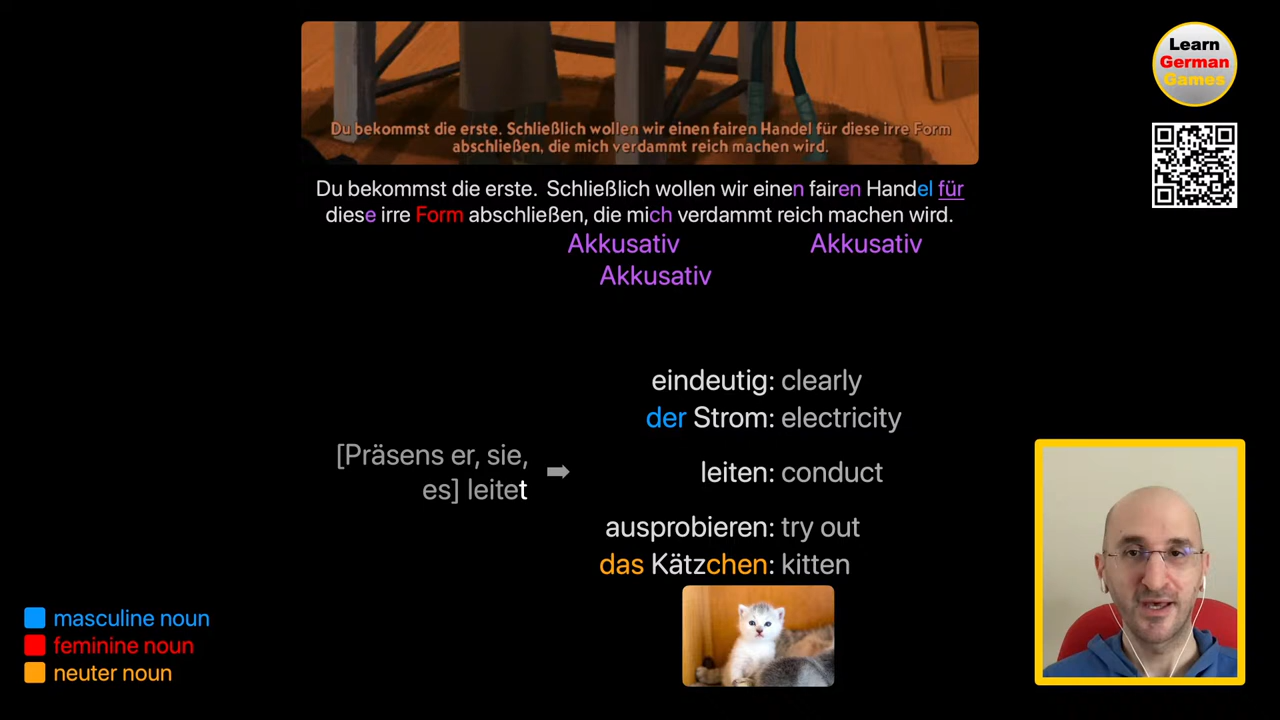 Learn
German
Games
Du bekommst die erste. Schließlich wollen wir einen fairen Handel für diese irre Form
abschließen, die mich verdammt reich machen wird.
Du bekommst die erste. Schließlich wollen wir einen fairen Handel für
diese irre Form abschließen, die mich verdammt reich machen wird.
Akkusativ Akkusativ
Akkusativ
eindeutig: clearly
der Strom: electricity
[Präsens er, sie,
es] leitet ➡ leiten: conduct
ausprobieren: try out
das Kätzchen: kitten
masculine noun
feminine noun
neuter noun